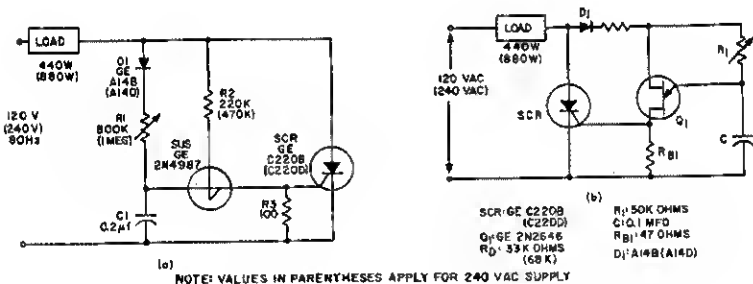 LOAD
440W
(880W)
D1
GE
A14B
(A14D)
R1
800K
(1MEG)
R2
220K
(470K)
SUS
GE
2N4987
SCR
GE
C220B
(C220D)
R3
100
C1
0.2µf
120 V
(240V)
80Hz
(a)
LOAD
440W
(880W)
D1
R1
120 VAC
(240 VAC)
SCR
Q1
RB1
C
(b)
SCR: GE C220B
(C220D)
Q1: GE 2N2646
RD: 33K OHMS
(68K)
R1: 50K OHMS
C: 0.1 MFD
RB1: 47 OHMS
D1: A14B (A14D)
NOTE: VALUES IN PARENTHESES APPLY FOR 240 VAC SUPPLY